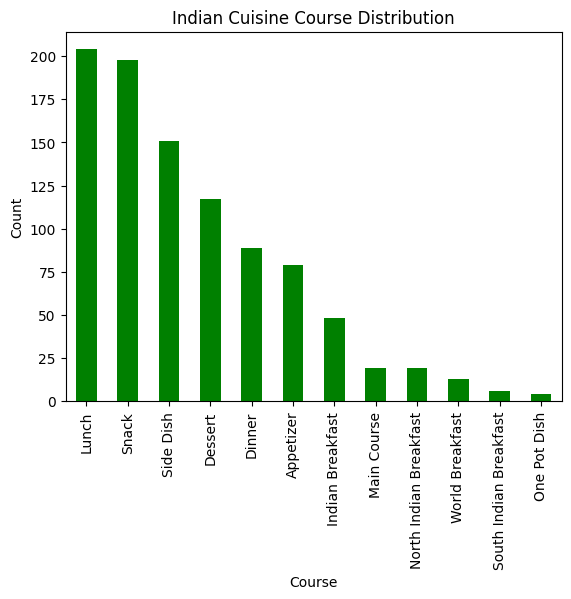 Indian Cuisine Course Distribution
Count
200
175
150
125
100
75
50
25
0
Lunch
Snack
Side Dish
Dessert
Dinner
Appetizer
Indian Breakfast
Main Course
North Indian Breakfast
World Breakfast
South Indian Breakfast
One Pot Dish
Course